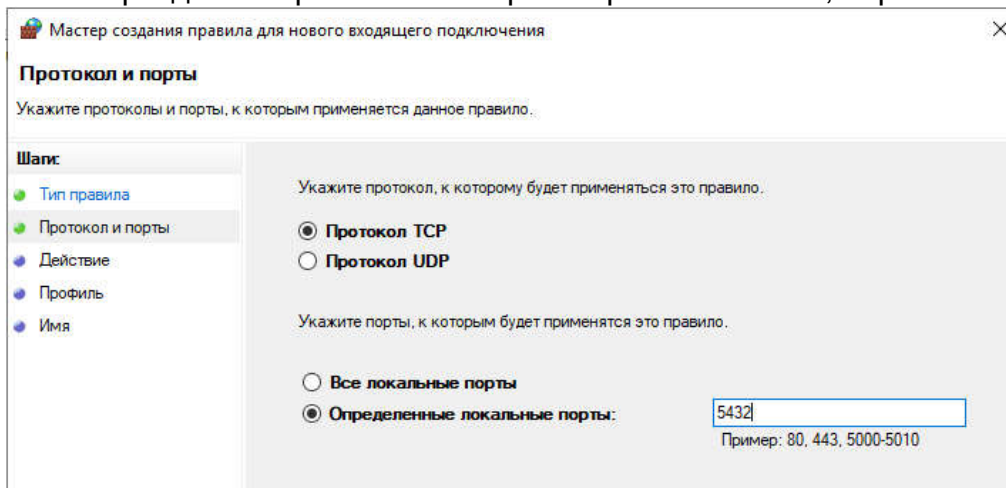 Мастер создания правила для нового входящего подключения
Протокол и порты
Укажите протоколы и порты, к которым применяется данное правило.
Шаги:
Тип правила
Протокол и порты
Действие
Профиль
Имя
Укажите протокол, к которому будет применяться это правило.
Протокол TCP
Протокол UDP
Укажите порты, к которым будет применятся это правило.
Все локальные порты
Определенные локальные порты:
5432
Пример: 80, 443, 5000-5010